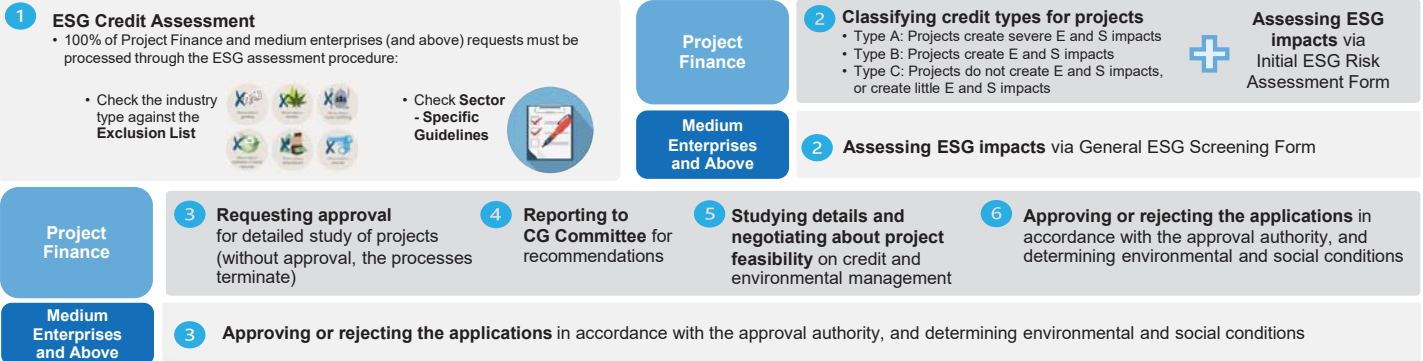 1
ESG Credit Assessment
• 100% of Project Finance and medium enterprises (and above) requests must be
processed through the ESG assessment procedure:
• Check the industry
type against the
Exclusion List
• Check Sector
- Specific
Guidelines
Project
Finance
2
Classifying credit types for projects
• Type A: Projects create severe E and S impacts
• Type B: Projects create E and S impacts
• Type C: Projects do not create E and S impacts,
or create little E and S impacts
Assessing ESG
impacts via
Initial ESG Risk
Assessment Form
Medium
Enterprises
and Above
2
Assessing ESG impacts via General ESG Screening Form
Project
Finance
3
Requesting approval
for detailed study of projects
(without approval, the processes
terminate)
4
Reporting to
CG Committee for
recommendations
5
Studying details and
negotiating about project
feasibility on credit and
environmental management
6
Approving or rejecting the applications in
accordance with the approval authority, and
determining environmental and social conditions
Medium
Enterprises
and Above
3
Approving or rejecting the applications in accordance with the approval authority, and determining environmental and social conditions